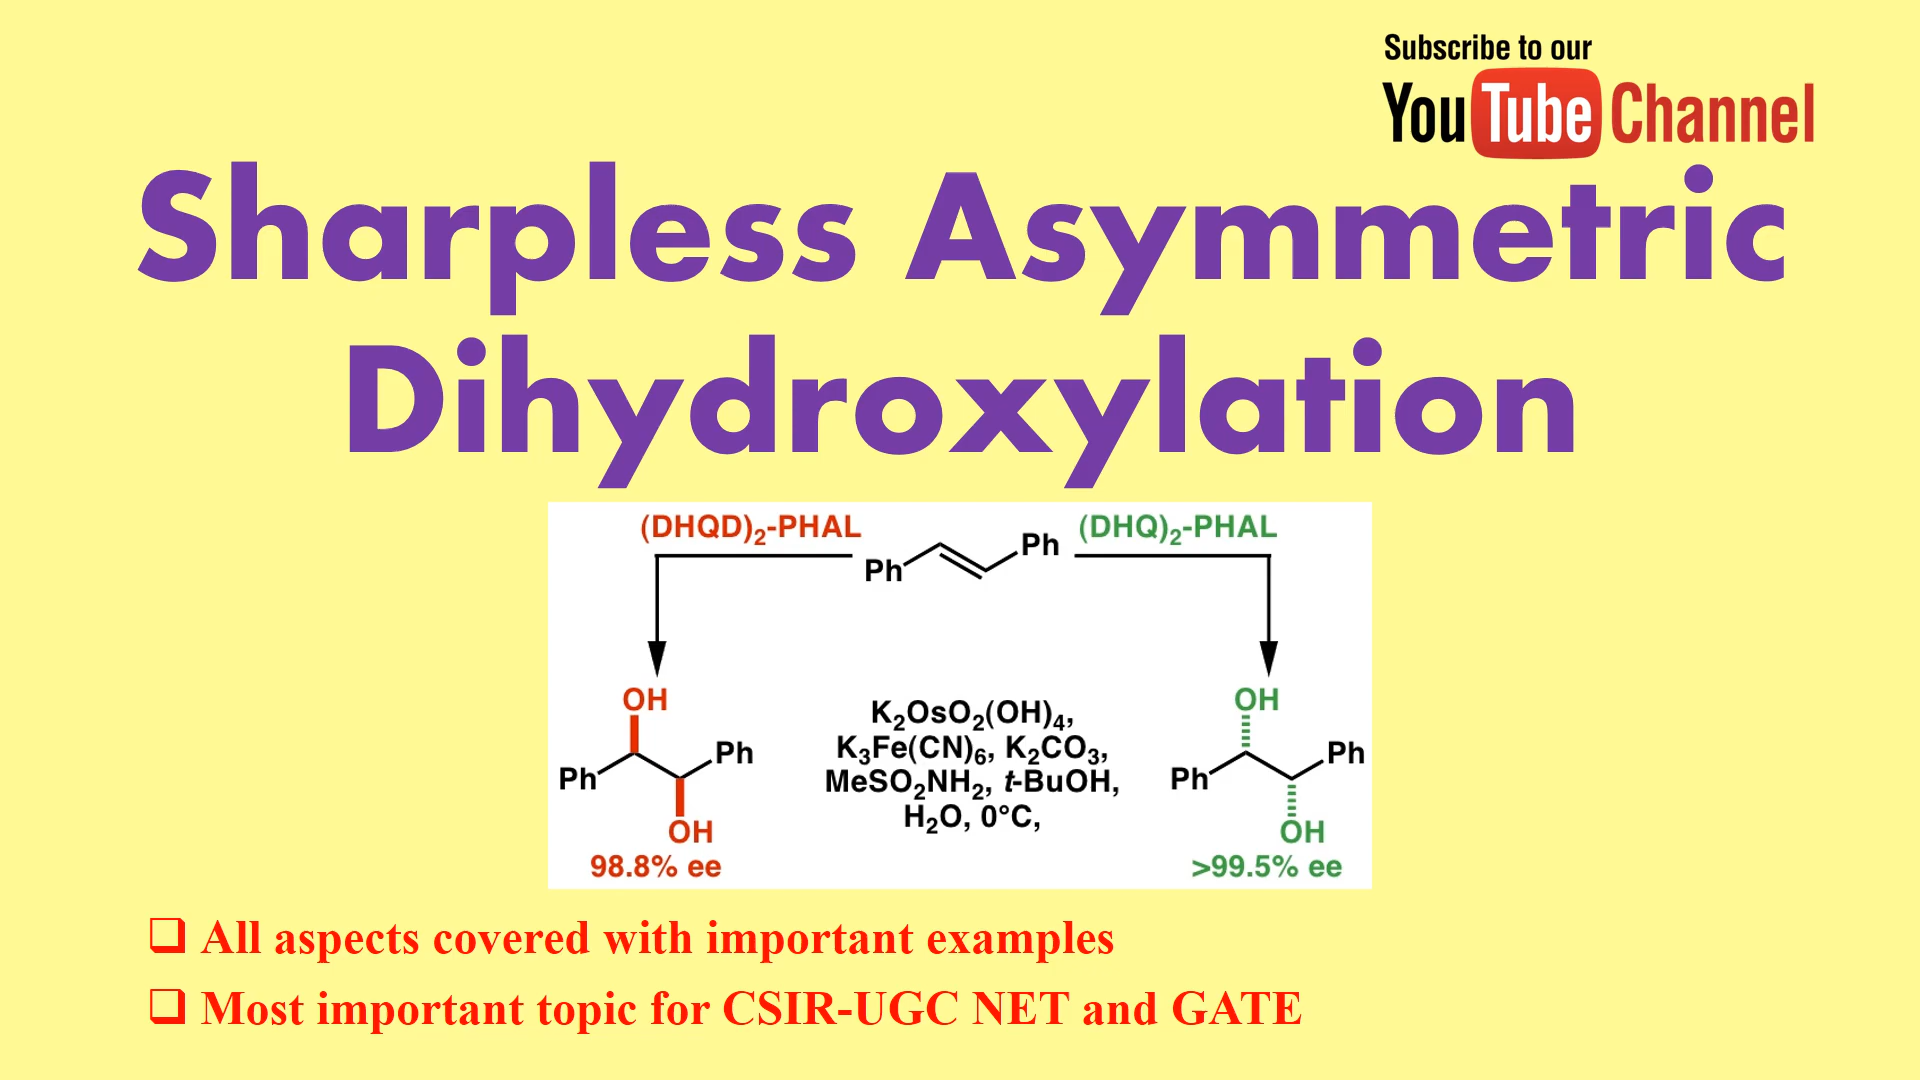 Subscribe to our
YouTube Channel
Sharpless Asymmetric
Dihydroxylation
(DHQD)₂-PHAL
(DHQ)₂-PHAL
Ph
Ph
OH
Ph
Ph
OH
98.8% ee
K₂OsO₂(OH)₄,
K₃Fe(CN)₆, K₂CO₃,
MeSO₂NH₂, t-BuOH,
H₂O, 0°C,
OH
Ph
Ph
OH
>99.5% ee
❑ All aspects covered with important examples
❑ Most important topic for CSIR-UGC NET and GATE